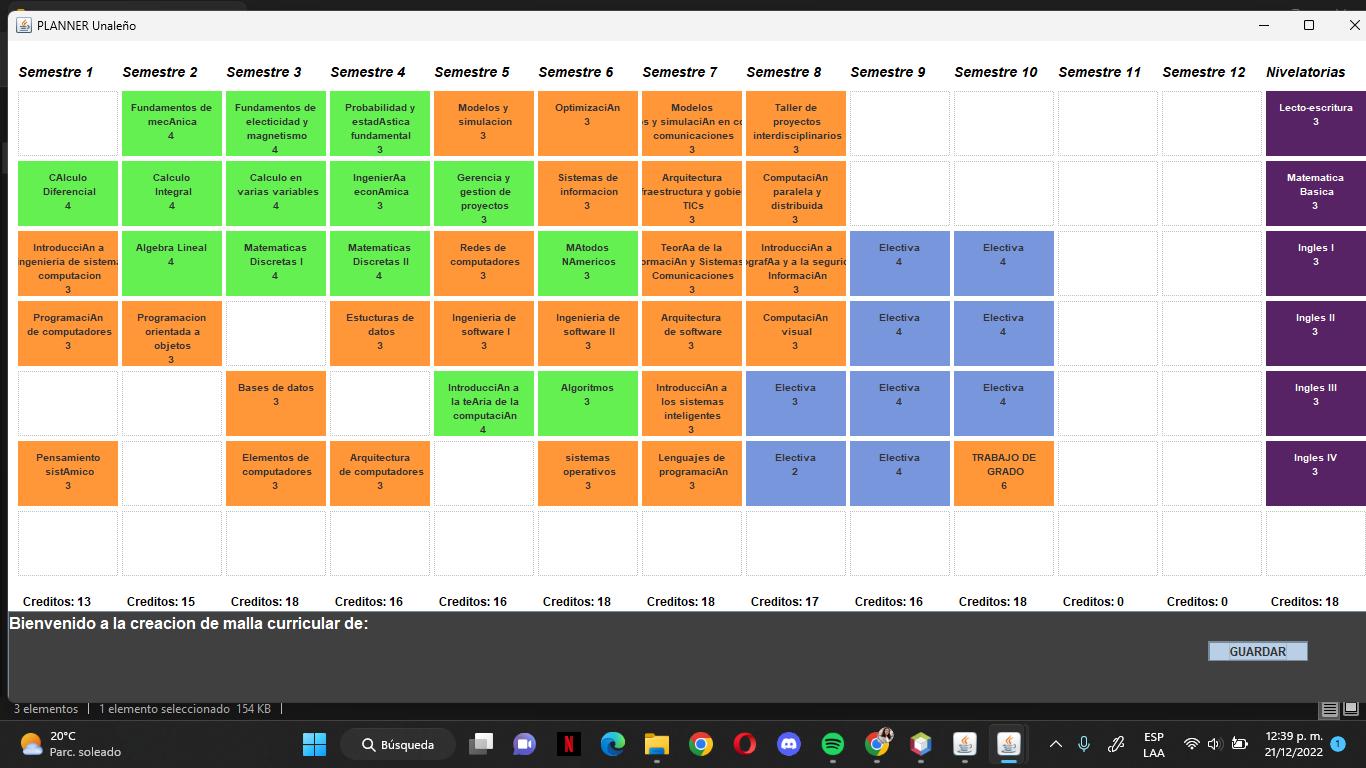 PLANNER Unaleño
Semestre 1
Semestre 2
Semestre 3
Semestre 4
Semestre 5
Semestre 6
Semestre 7
Semestre 8
Semestre 9
Semestre 10
Semestre 11
Semestre 12
Nivelatorias
Fundamentos de
mecAnica
4
Fundamentos de
electicidad y
magnetismo
4
Probabilidad y
estadAstica
fundamental
3
Modelos y
simulacion
3
OptimizaciAn
3
Modelos
os y simulaciAn en co
comunicaciones
3
Taller de
proyectos
interdisciplinarios
3
Lecto-escritura
3
CAlculo
Diferencial
4
Calculo
Integral
4
Calculo en
varias variables
4
IngenierAa
econAmica
3
Gerencia y
gestion de
proyectos
3
Sistemas de
informacion
3
Arquitectura
fraestructura y gobier
TICs
3
ComputaciAn
paralela y
distribuida
3
Matematica
Basica
3
IntroducciAn a
ngenieria de sistema
computacion
3
Algebra Lineal
4
Matematicas
Discretas I
4
Matematicas
Discretas II
4
Redes de
computadores
3
MAtodos
NAmericos
3
TeorAa de la
ormaciAn y Sistemas
Comunicaciones
3
IntroducciAn a
ografAa y a la segurid
InformaciAn
3
Electiva
4
Electiva
4
Ingles I
3
ProgramaciAn
de computadores
3
Programacion
orientada a
objetos
3
Estucturas de
datos
3
Ingenieria de
software I
3
Ingenieria de
software II
3
Arquitectura
de software
3
ComputaciAn
visual
3
Electiva
4
Electiva
4
Ingles II
3
Bases de datos
3
IntroducciAn a
la teAria de la
computaciAn
4
Algoritmos
3
IntroducciAn a
los sistemas
inteligentes
3
Electiva
3
Electiva
4
Electiva
4
Ingles III
3
Pensamiento
sistAmico
3
Elementos de
computadores
3
Arquitectura
de computadores
3
sistemas
operativos
3
Lenguajes de
programaciAn
3
Electiva
2
Electiva
4
TRABAJO DE
GRADO
6
Ingles IV
3
Creditos: 13
Creditos: 15
Creditos: 18
Creditos: 16
Creditos: 16
Creditos: 18
Creditos: 18
Creditos: 17
Creditos: 16
Creditos: 18
Creditos: 0
Creditos: 0
Creditos: 18
Bienvenido a la creacion de malla curricular de:
GUARDAR
3 elementos
1 elemento seleccionado 154 KB
20°C
Parc. soleado
Búsqueda
ESP
LAA
12:39 p. m.
21/12/2022
1